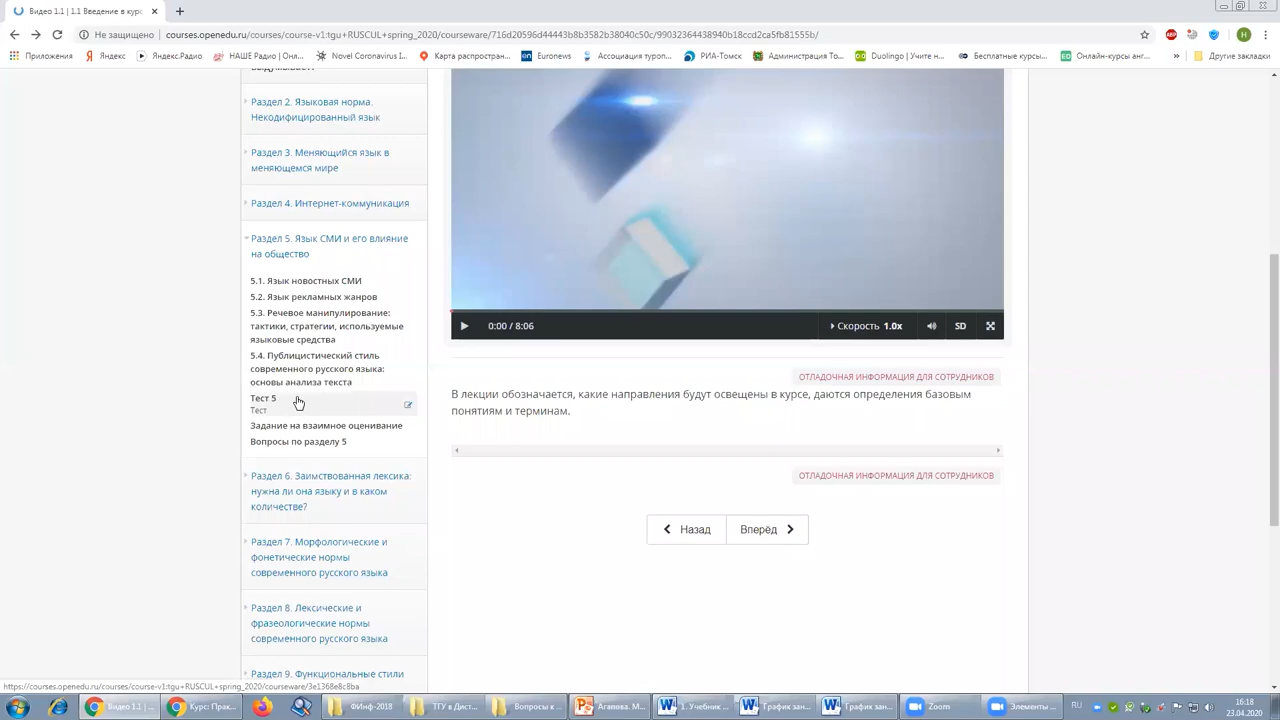 Видео 1.1 | 1.1 Введение в курс
Не защищено
courses.openedu.ru/courses/course-v1:tgu+RUSCUL+spring_2020/courseware/716d20596d44443b8b3582b38040c50c/99032364438940b18ccd2ca5fb81555b/
Приложения
Яндекс
Яндекс.Радио
НАШЕ Радио | Онл...
Novel Coronavirus I...
Карта распростран...
Euronews
Ассоциация туроп...
РИА-Томск
Администрация То...
Duolingo | Учите н...
Бесплатные курсы...
Онлайн-курсы анг...
Другие закладки
Раздел 2. Языковая норма.
Некодифицированный язык
Раздел 3. Меняющийся язык в
меняющемся мире
Раздел 4. Интернет-коммуникация
Раздел 5. Язык СМИ и его влияние
на общество
5.1. Язык новостных СМИ
5.2. Язык рекламных жанров
5.3. Речевое манипулирование:
тактики, стратегии, используемые
языковые средства
5.4. Публицистический стиль
современного русского языка:
основы анализа текста
Тест 5
Тест
Задание на взаимное оценивание
Вопросы по разделу 5
Раздел 6. Заимствованная лексика:
нужна ли она языку и в каком
количестве?
Раздел 7. Морфологические и
фонетические нормы
современного русского языка
Раздел 8. Лексические и
фразеологические нормы
современного русского языка
Раздел 9. Функциональные стили
0:00 / 8:06
Скорость 1.0x
SD
ОТЛАДОЧНАЯ ИНФОРМАЦИЯ ДЛЯ СОТРУДНИКОВ
В лекции обозначается, какие направления будут освещены в курсе, даются определения базовым
понятиям и терминам.
ОТЛАДОЧНАЯ ИНФОРМАЦИЯ ДЛЯ СОТРУДНИКОВ
Назад
Вперёд
https://courses.openedu.ru/courses/course-v1:tgu+RUSCUL+spring_2020/courseware/3e1368e8c8ba
Видео 1.1 | ...
Курс: Прак...
ФИнф-2018
ТГУ в Дист...
Вопросы к ...
Агапова. М...
1. Учебник ...
График зан...
График зан...
Zoom
Элементы ...
RU
16:18
23.04.2020